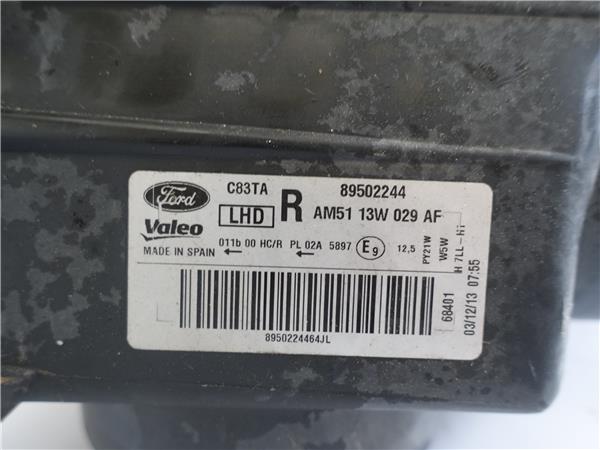 Ford C83TA 89502244
Valeo LHD R AM51 13W 029 AF
MADE IN SPAIN 011b 00 HC/R PL 02A 5897 E9 12,5
PY21W
W5W
H 7LL-H1
8950224464JL
68401
03/12/13 07:55